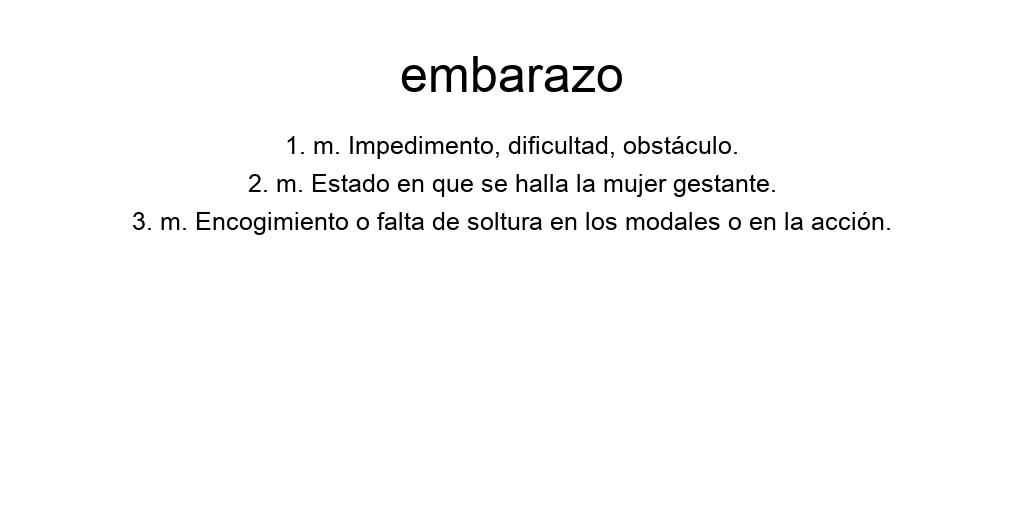 embarazo
1. m. Impedimento, dificultad, obstáculo.
2. m. Estado en que se halla la mujer gestante.
3. m. Encogimiento o falta de soltura en los modales o en la acción.